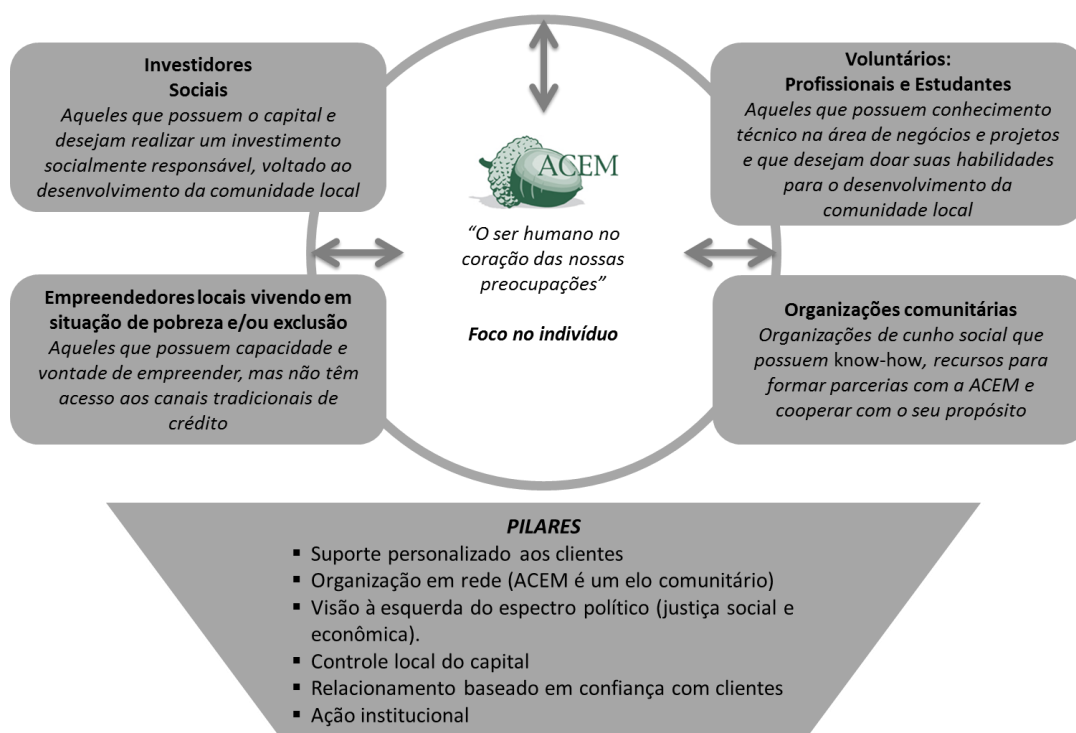 Investidores
Sociais
Aqueles que possuem o capital e
desejam realizar um investimento
socialmente responsável, voltado ao
desenvolvimento da comunidade local
Voluntários:
Profissionais e Estudantes
Aqueles que possuem conhecimento
técnico na área de negócios e projetos
e que desejam doar suas habilidades
para o desenvolvimento da
comunidade local
ACEM
“O ser humano no
coração das nossas
preocupações”
Foco no indivíduo
Empreendedores locais vivendo em
situação de pobreza e/ou exclusão
Aqueles que possuem capacidade e
vontade de empreender, mas não têm
acesso aos canais tradicionais de
crédito
Organizações comunitárias
Organizações de cunho social que
possuem know-how, recursos para
formar parcerias com a ACEM e
cooperar com o seu propósito
PILARES
▪ Suporte personalizado aos clientes
▪ Organização em rede (ACEM é um elo comunitário)
▪ Visão à esquerda do espectro político (justiça social e
econômica).
▪ Controle local do capital
▪ Relacionamento baseado em confiança com clientes
▪ Ação institucional